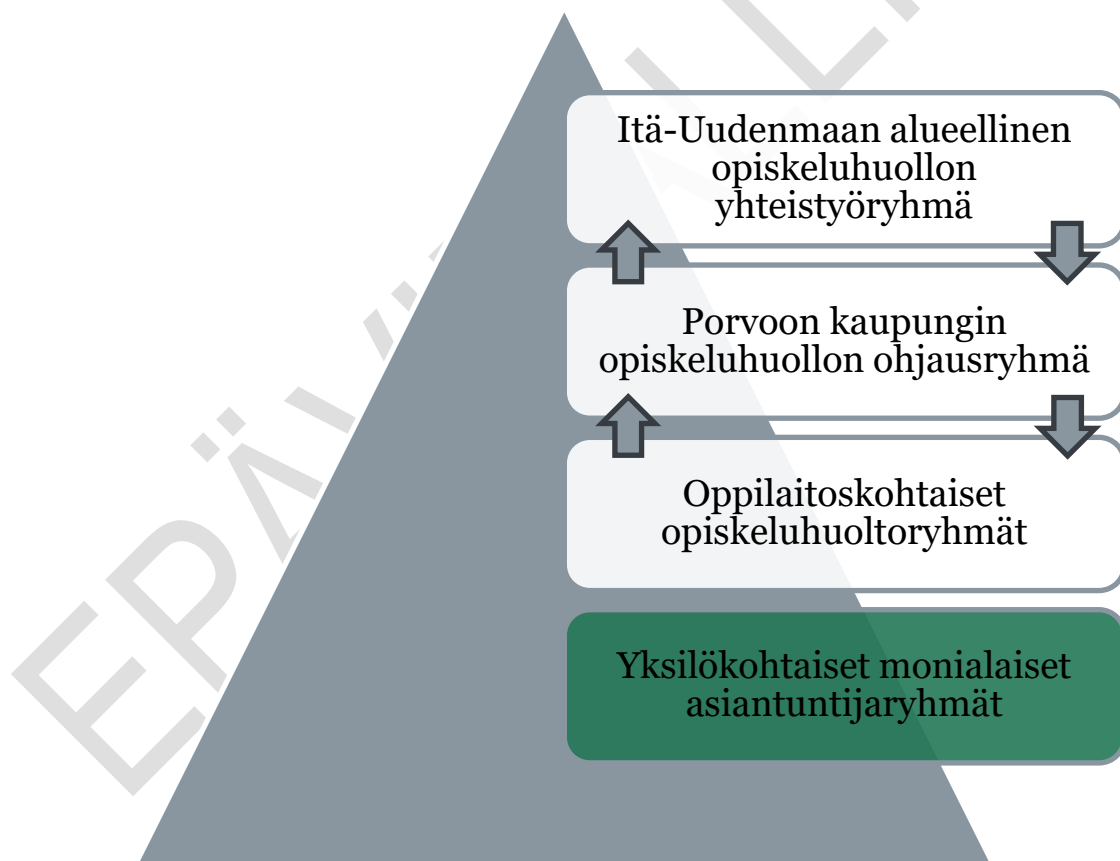 Itä-Uudenmaan alueellinen
opiskeluhuollon
yhteistyöryhmä
Porvoon kaupungin
opiskeluhuollon ohjausryhmä
Oppilaitoskohtaiset
opiskeluhuoltoryhmät
Yksilökohtaiset monialaiset
asiantuntijaryhmät